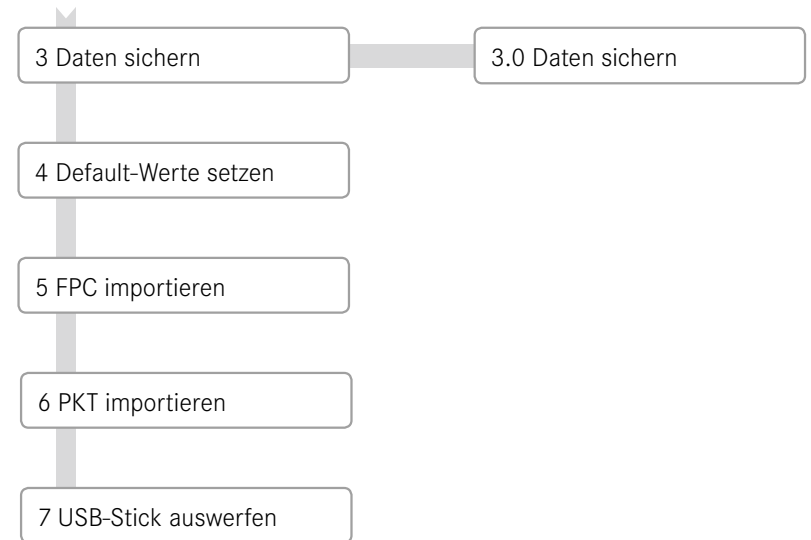 3 Daten sichern
3.0 Daten sichern
4 Default-Werte setzen
5 FPC importieren
6 PKT importieren
7 USB-Stick auswerfen